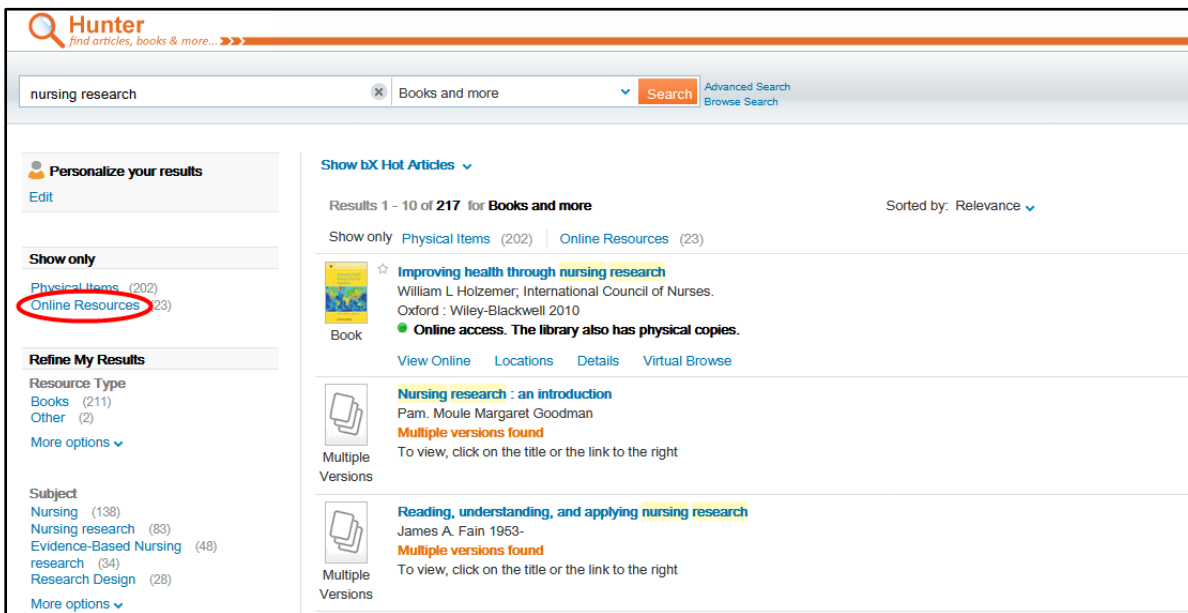 Hunter
find articles, books & more...
nursing research
Books and more
Search
Advanced Search
Browse Search
Personalize your results
Edit
Show only
Physical Items (202)
Online Resources (23)
Refine My Results
Resource Type
Books (211)
Other (2)
More options
Subject
Nursing (138)
Nursing research (83)
Evidence-Based Nursing (48)
research (34)
Research Design (28)
More options
Show bX Hot Articles
Results 1 - 10 of 217 for Books and more
Sorted by: Relevance
Show only Physical Items (202) Online Resources (23)
Book
Improving health through nursing research
William L Holzemer; International Council of Nurses.
Oxford : Wiley-Blackwell 2010
Online access. The library also has physical copies.
View Online Locations Details Virtual Browse
Multiple
Versions
Nursing research : an introduction
Pam. Moule Margaret Goodman
Multiple versions found
To view, click on the title or the link to the right
Multiple
Versions
Reading, understanding, and applying nursing research
James A. Fain 1953-
Multiple versions found
To view, click on the title or the link to the right